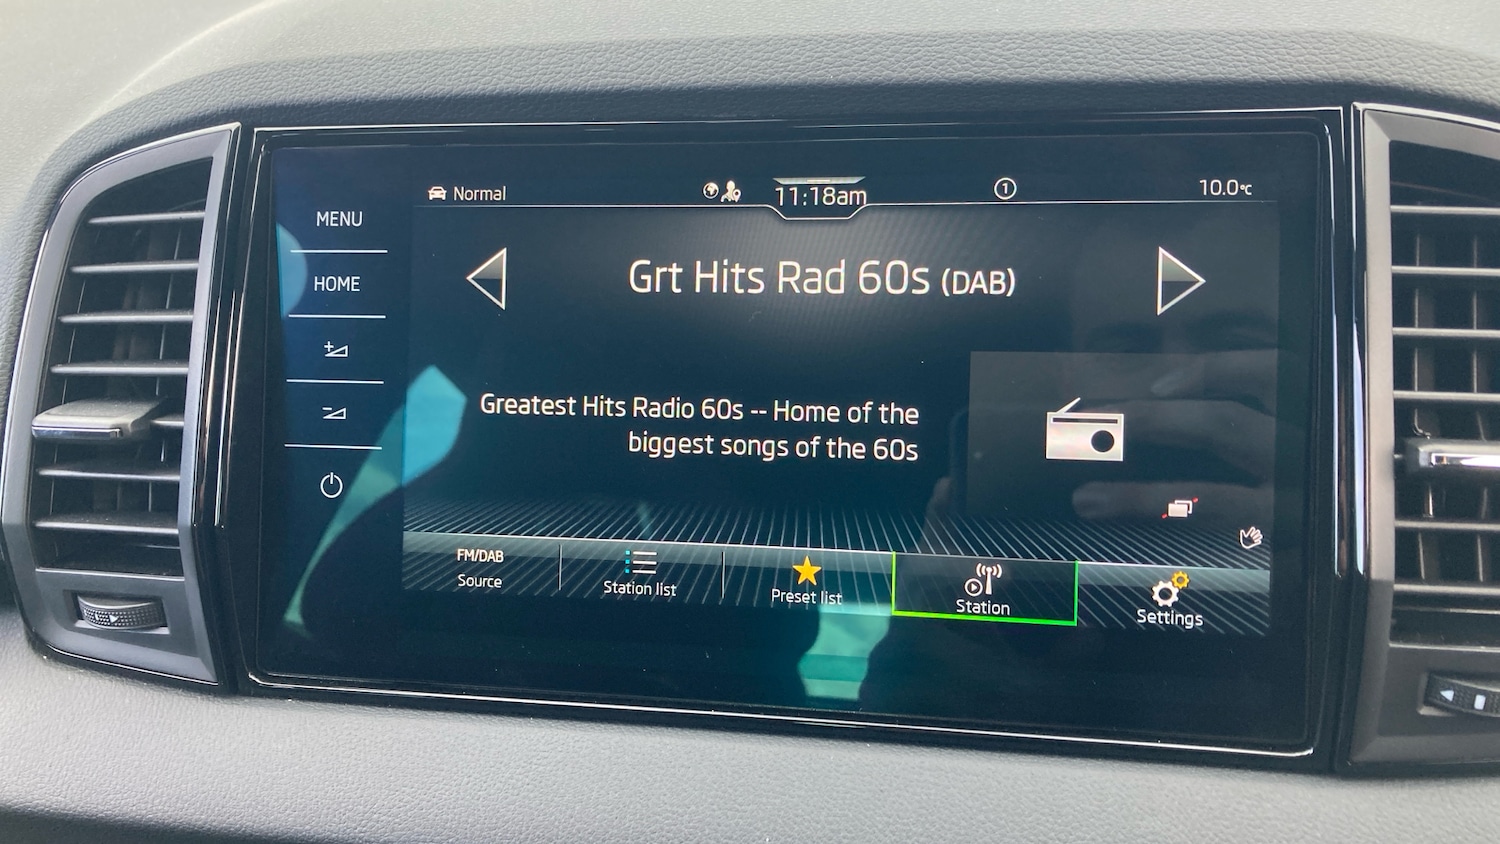 Normal
11:18am
1
10.0°C
MENU
HOME
Grt Hits Rad 60s (DAB)
Greatest Hits Radio 60s -- Home of the
biggest songs of the 60s
FM/DAB
Source
Station list
Preset list
Station
Settings